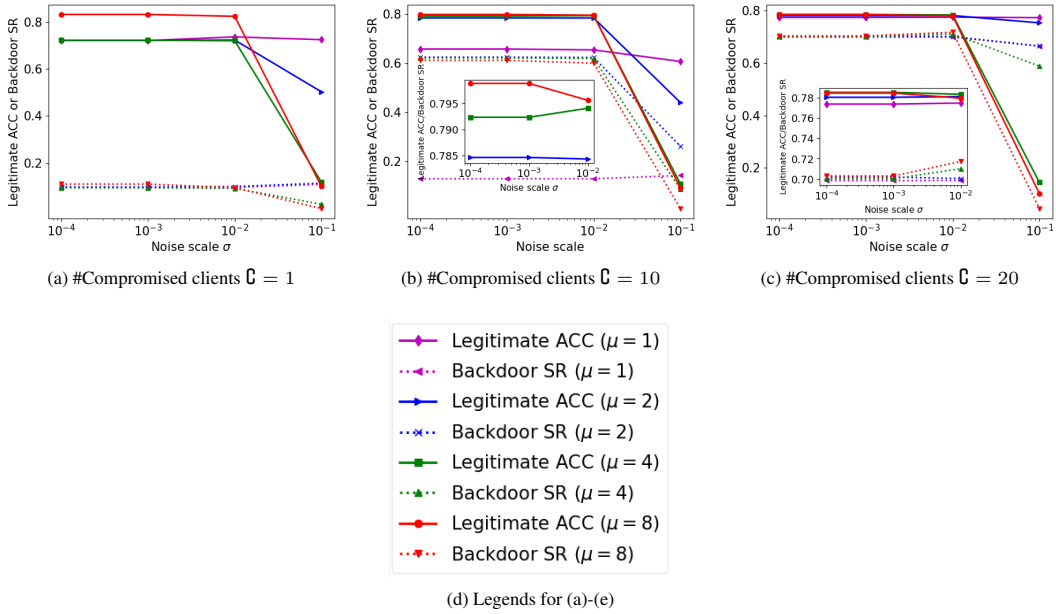 Legitimate ACC or Backdoor SR
0.8
0.6
0.4
0.2
10⁻⁴ 10⁻³ 10⁻² 10⁻¹
Noise scale σ
(a) #Compromised clients C = 1
Legitimate ACC or Backdoor SR
0.8
0.7
0.6
0.5
0.4
0.3
0.2
10⁻⁴ 10⁻³ 10⁻² 10⁻¹
Noise scale
Legitimate ACC/Backdoor SR
0.795
0.790
0.785
10⁻⁴ 10⁻³ 10⁻²
Noise scale σ
(b) #Compromised clients C = 10
Legitimate ACC or Backdoor SR
0.8
0.6
0.4
0.2
10⁻⁴ 10⁻³ 10⁻² 10⁻¹
Noise scale σ
Legitimate ACC/Backdoor SR
0.78
0.76
0.74
0.72
0.70
10⁻⁴ 10⁻³ 10⁻²
Noise scale σ
(c) #Compromised clients C = 20
Legitimate ACC (μ = 1)
Backdoor SR (μ = 1)
Legitimate ACC (μ = 2)
Backdoor SR (μ = 2)
Legitimate ACC (μ = 4)
Backdoor SR (μ = 4)
Legitimate ACC (μ = 8)
Backdoor SR (μ = 8)
(d) Legends for (a)-(e)